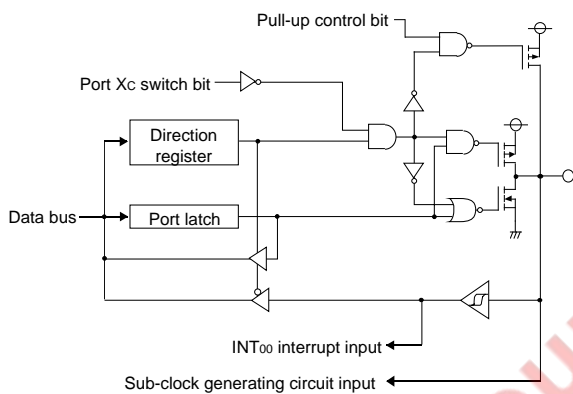 Pull-up control bit
Port Xc switch bit
Direction
register
Data bus
Port latch
INT00 interrupt input
Sub-clock generating circuit input